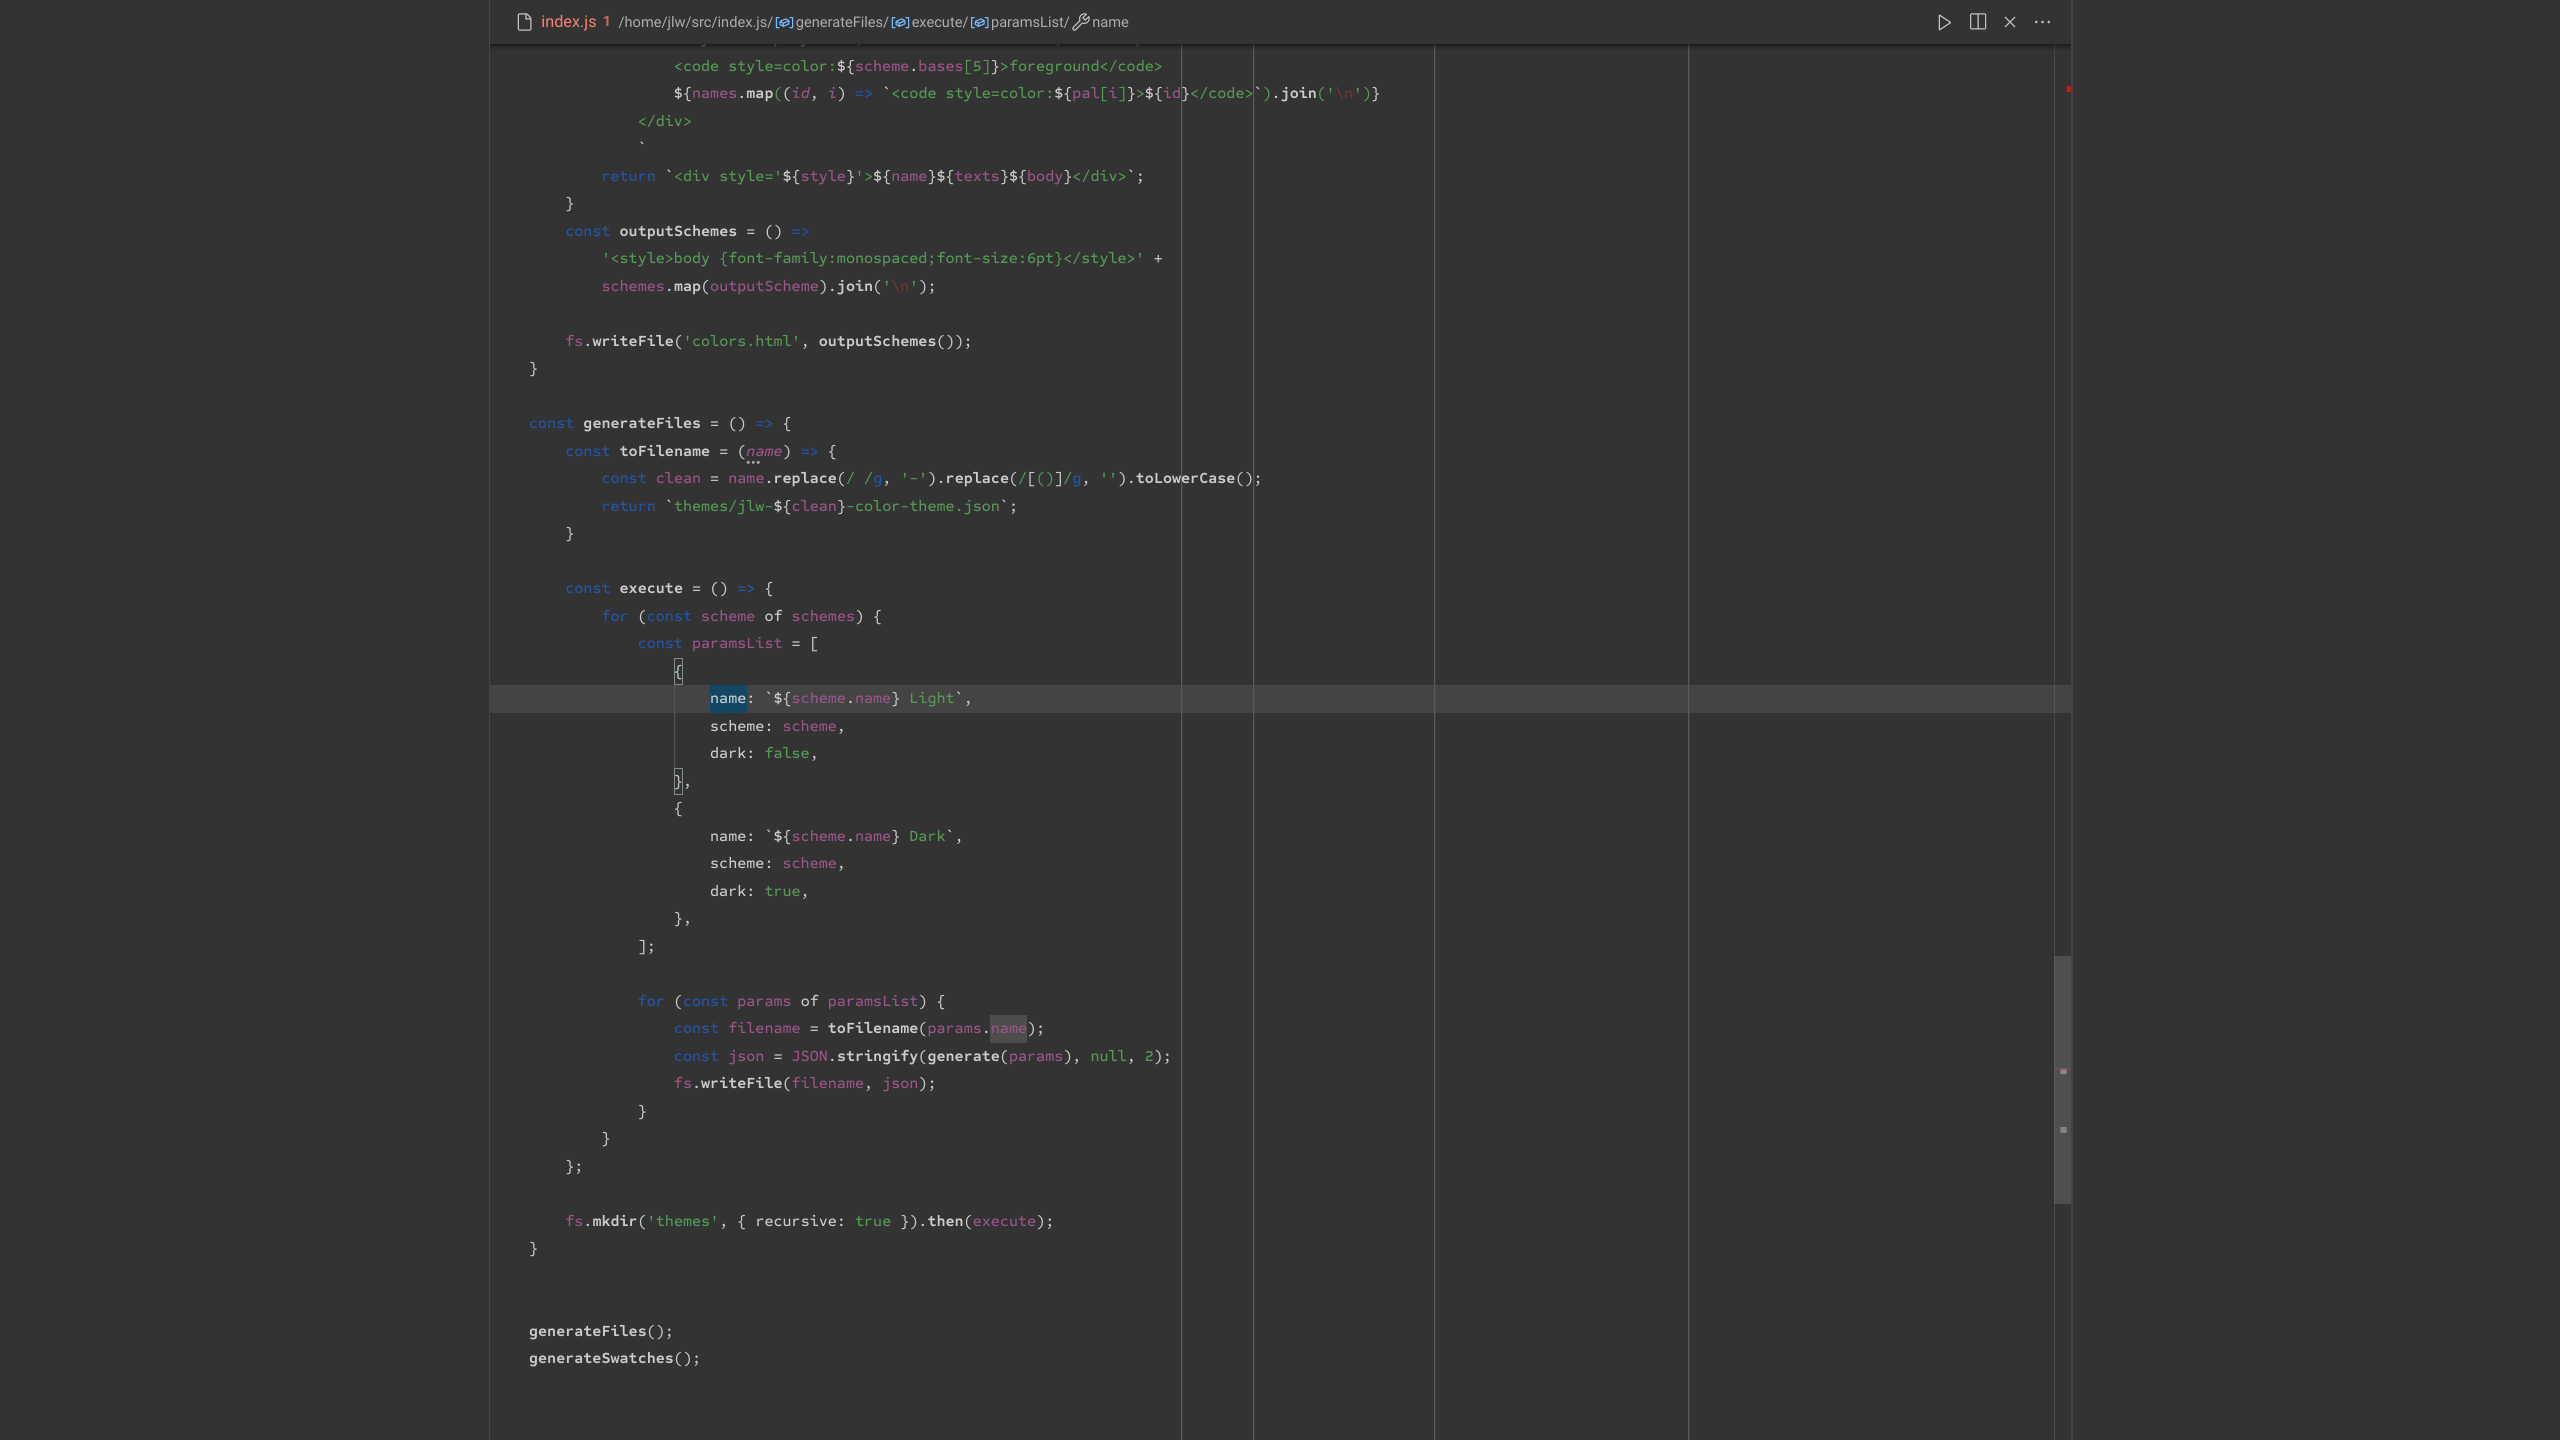 index.js 1 /home/jlw/src/index.js/generateFiles/execute/paramsList/name
<code style=color:${scheme.bases[5]}>foreground</code>
${names.map((id, i) => `<code style=color:${pal[i]}>${id}</code>`).join('\n')}
</div>
`
return `<div style='${style}'>${name}${texts}${body}</div>`;
}
const outputSchemes = () =>
'<style>body {font-family:monospaced;font-size:6pt}</style>' +
schemes.map(outputScheme).join('\n');
fs.writeFile('colors.html', outputSchemes());
}
const generateFiles = () => {
const toFilename = (name) => {
const clean = name.replace(/ /g, '-').replace(/[()]/g, '').toLowerCase();
return `themes/jlw-${clean}-color-theme.json`;
}
const execute = () => {
for (const scheme of schemes) {
const paramsList = [
{
name: `${scheme.name} Light`,
scheme: scheme,
dark: false,
},
{
name: `${scheme.name} Dark`,
scheme: scheme,
dark: true,
},
];
for (const params of paramsList) {
const filename = toFilename(params.name);
const json = JSON.stringify(generate(params), null, 2);
fs.writeFile(filename, json);
}
}
};
fs.mkdir('themes', { recursive: true }).then(execute);
}
generateFiles();
generateSwatches();